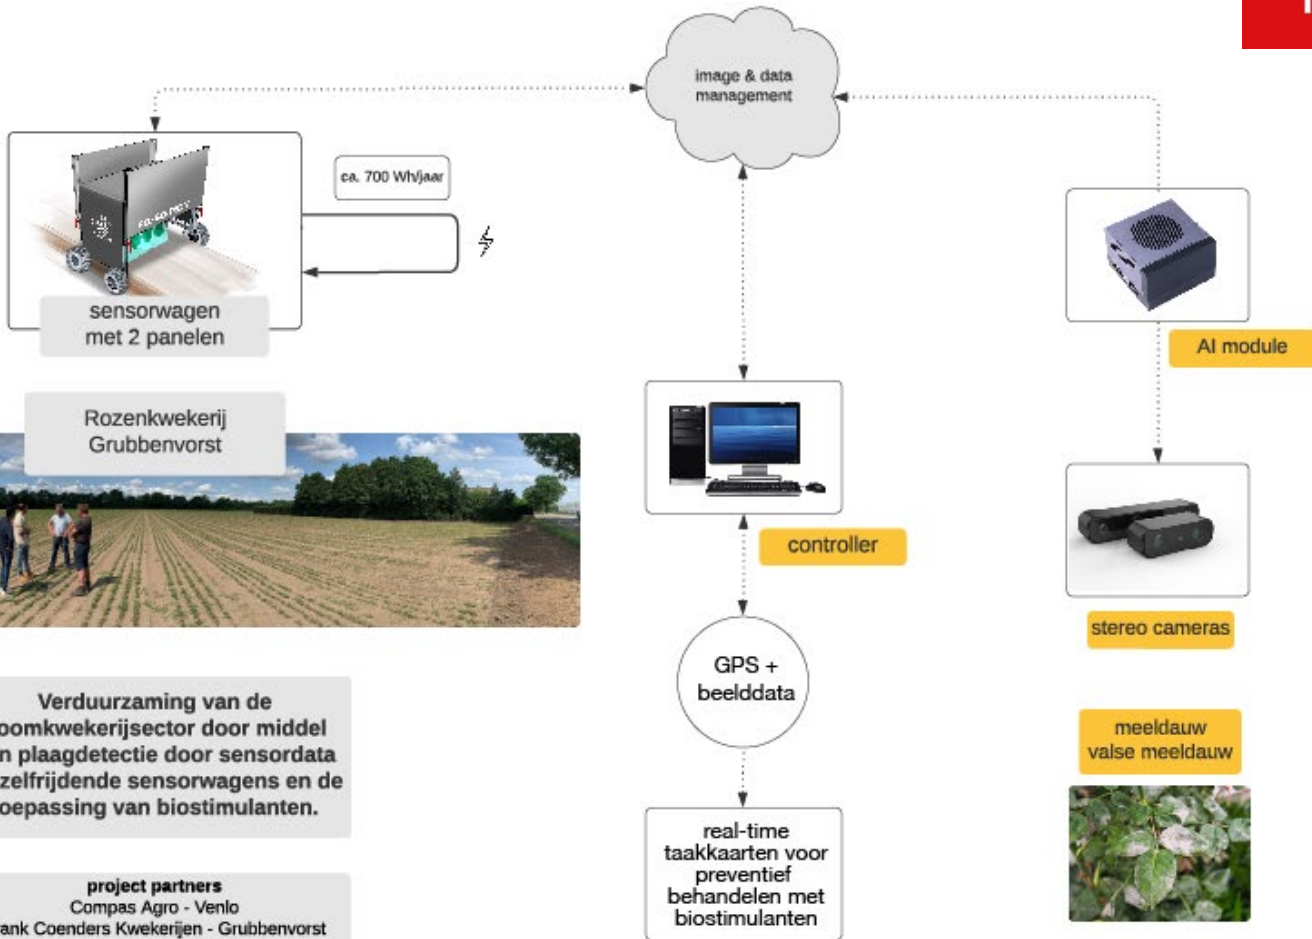 image & data
management
ca. 700 Wh/jaar
sensorwagen
met 2 panelen
AI module
Rozenkwekerij
Grubbenvorst
controller
stereo cameras
GPS +
beelddata
meeldauw
valse meeldauw
Verduurzaming van de
oomkwekerijsector door middel
n plaagdetectie door sensordata
zelfrijdende sensorwagens en de
oepassing van biostimulanten.
real-time
taakkaarten voor
preventief
behandelen met
biostimulanten
project partners
Compas Agro - Venlo
ank Coenders Kwekerijen - Grubbenvorst